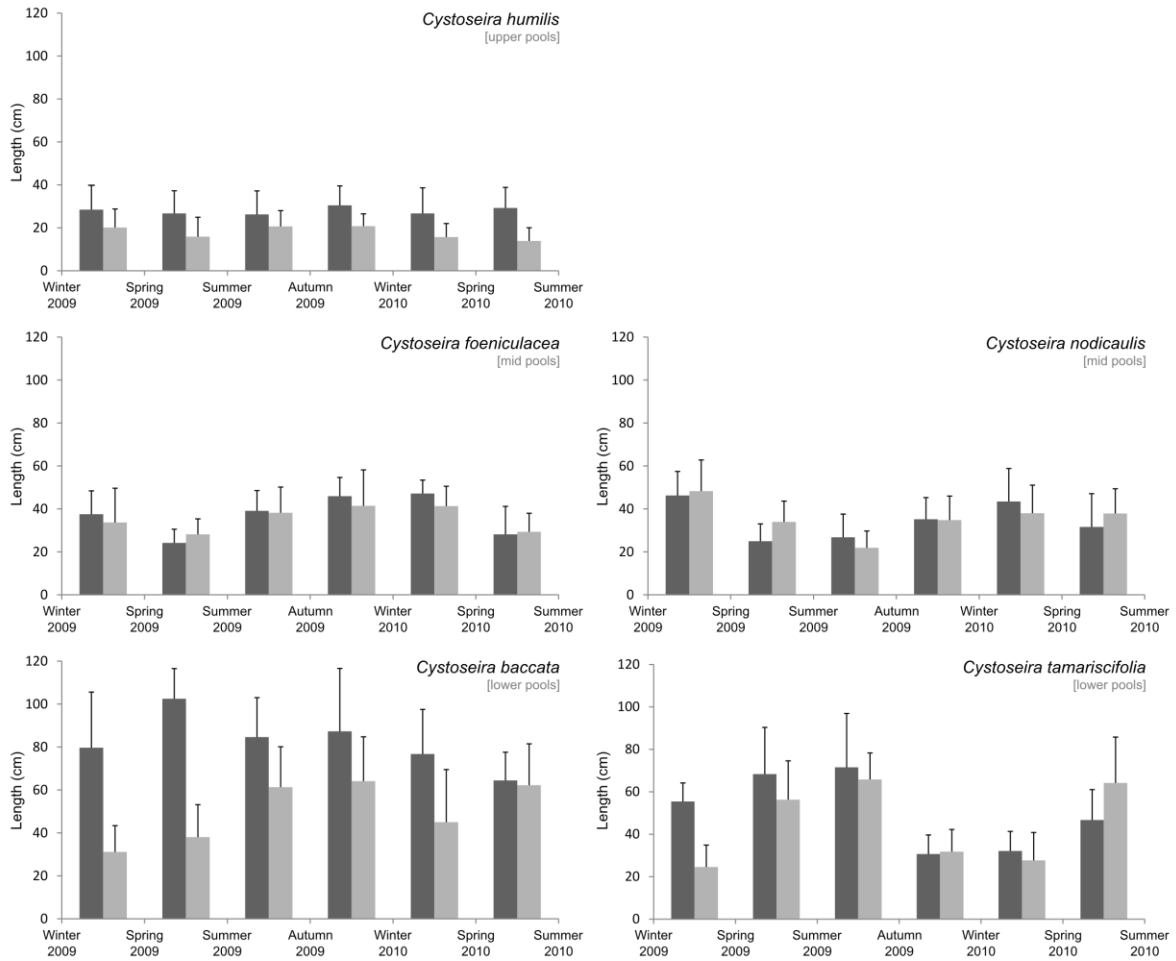 Cystoseira humilis
[upper pools]
Length (cm)
120
100
80
60
40
20
0
Winter Spring Summer Autumn Winter Spring Summer
2009 2009 2009 2009 2010 2010 2010
Cystoseira foeniculacea
[mid pools]
Length (cm)
120
100
80
60
40
20
0
Winter Spring Summer Autumn Winter Spring Summer
2009 2009 2009 2009 2010 2010 2010
Cystoseira nodicaulis
[mid pools]
Length (cm)
120
100
80
60
40
20
0
Winter Spring Summer Autumn Winter Spring Summer
2009 2009 2009 2009 2010 2010 2010
Cystoseira baccata
[lower pools]
Length (cm)
120
100
80
60
40
20
0
Winter Spring Summer Autumn Winter Spring Summer
2009 2009 2009 2009 2010 2010 2010
Cystoseira tamariscifolia
[lower pools]
Length (cm)
120
100
80
60
40
20
0
Winter Spring Summer Autumn Winter Spring Summer
2009 2009 2009 2009 2010 2010 2010